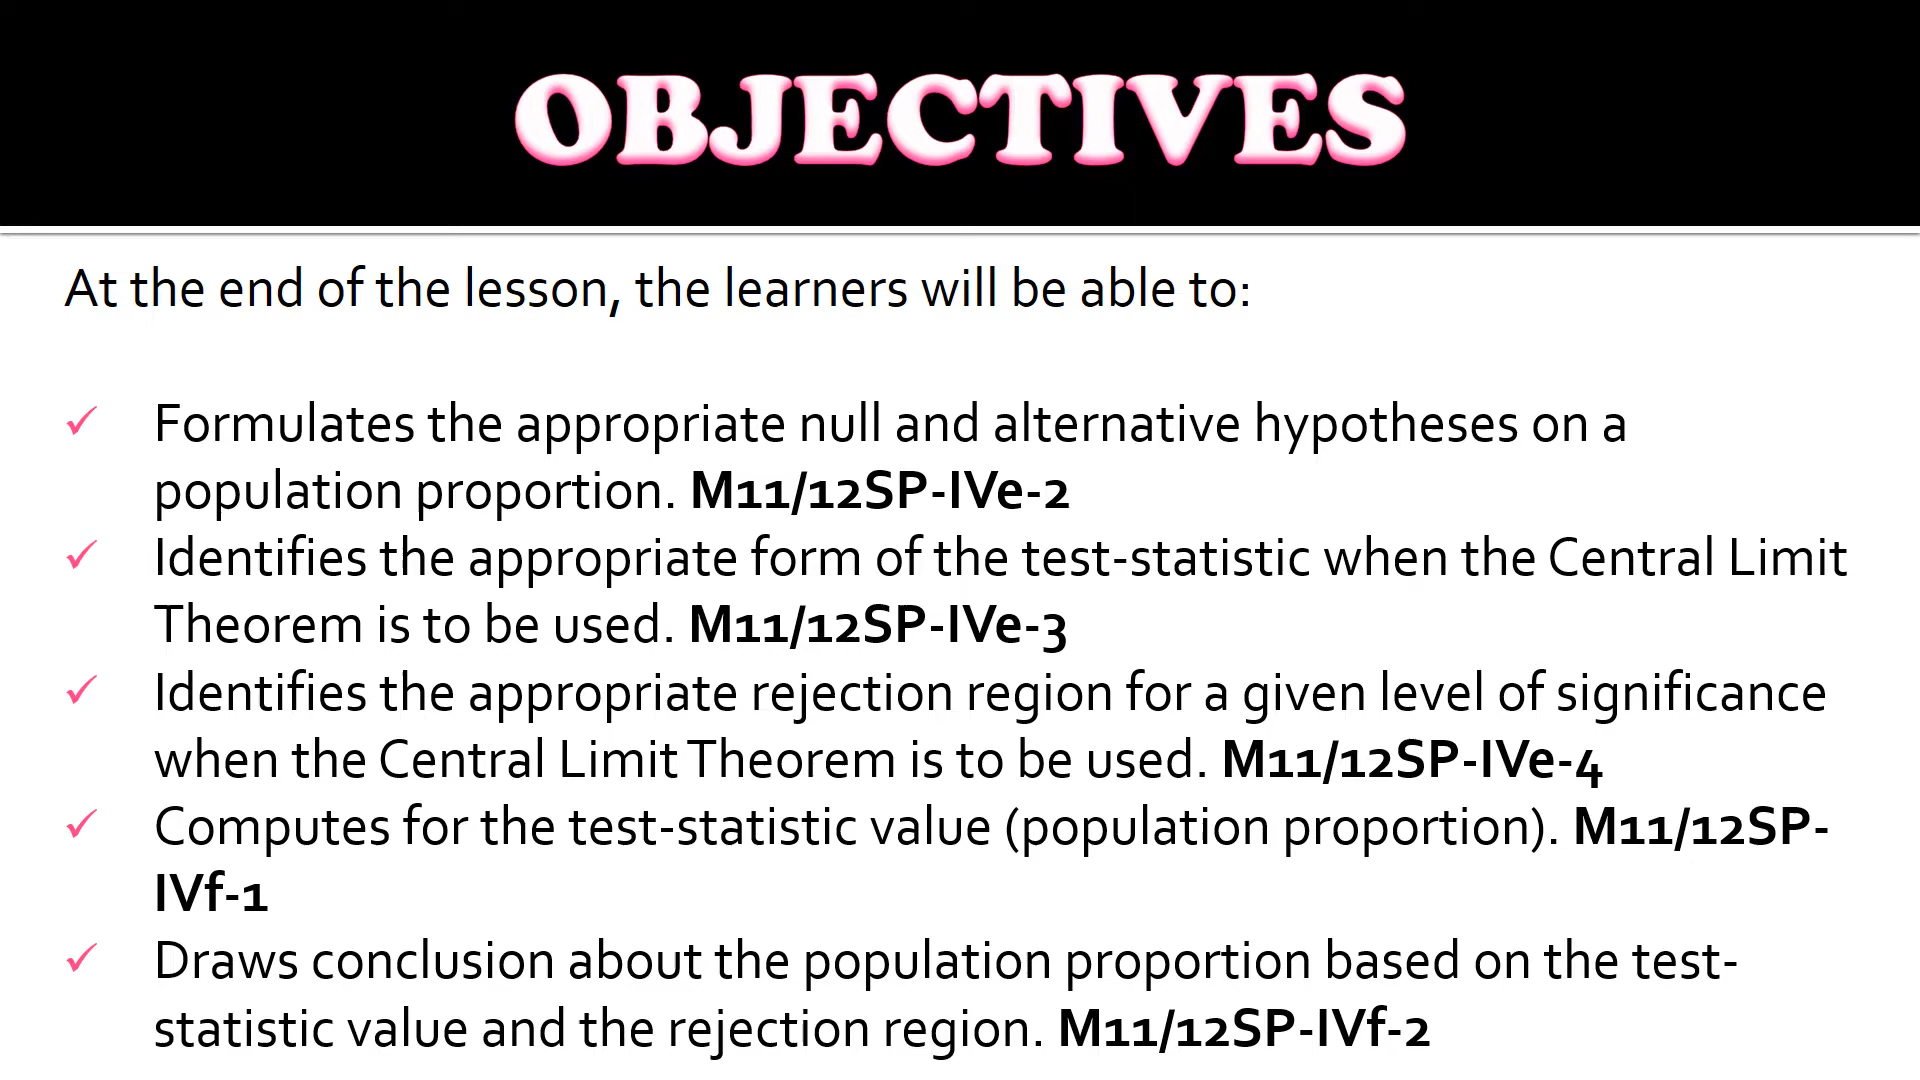 OBJECTIVES
At the end of the lesson, the learners will be able to:
✓ Formulates the appropriate null and alternative hypotheses on a
population proportion. M11/12SP-IVe-2
✓ Identifies the appropriate form of the test-statistic when the Central Limit
Theorem is to be used. M11/12SP-IVe-3
✓ Identifies the appropriate rejection region for a given level of significance
when the Central Limit Theorem is to be used. M11/12SP-IVe-4
✓ Computes for the test-statistic value (population proportion). M11/12SP-
IVf-1
✓ Draws conclusion about the population proportion based on the test-
statistic value and the rejection region. M11/12SP-IVf-2